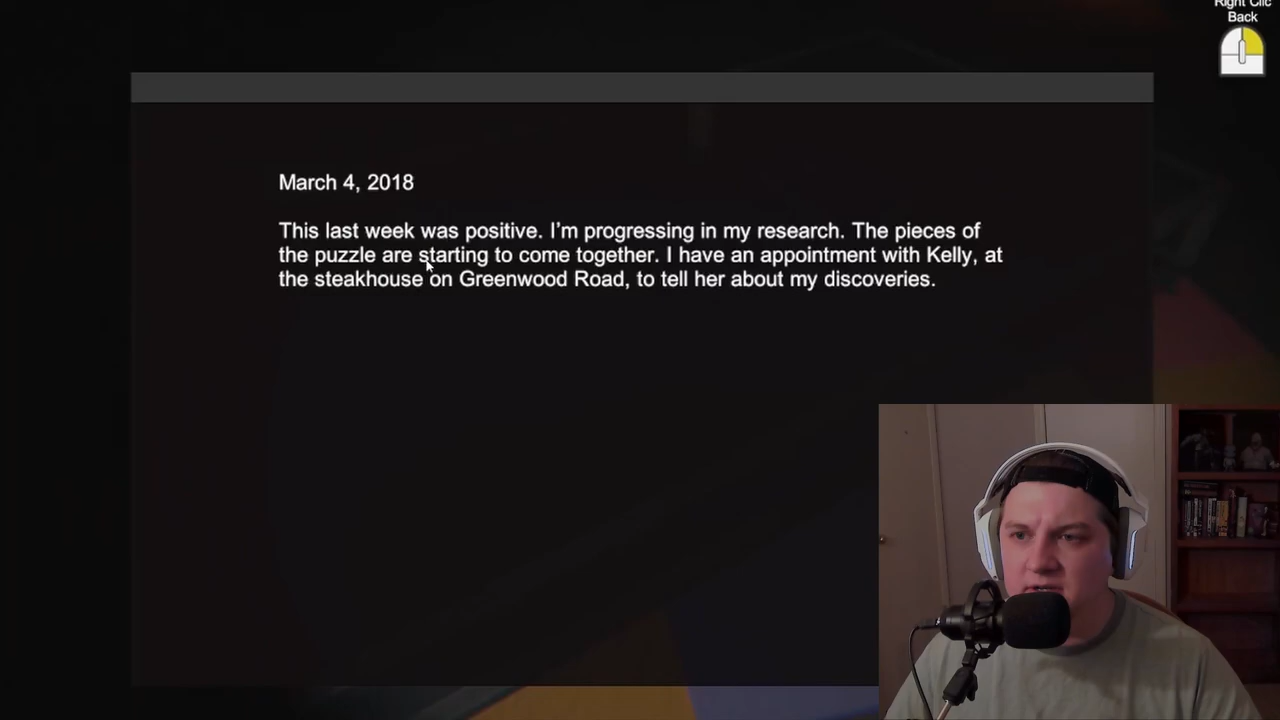 Right Clic
Back
March 4, 2018
This last week was positive. I'm progressing in my research. The pieces of
the puzzle are starting to come together. I have an appointment with Kelly, at
the steakhouse on Greenwood Road, to tell her about my discoveries.